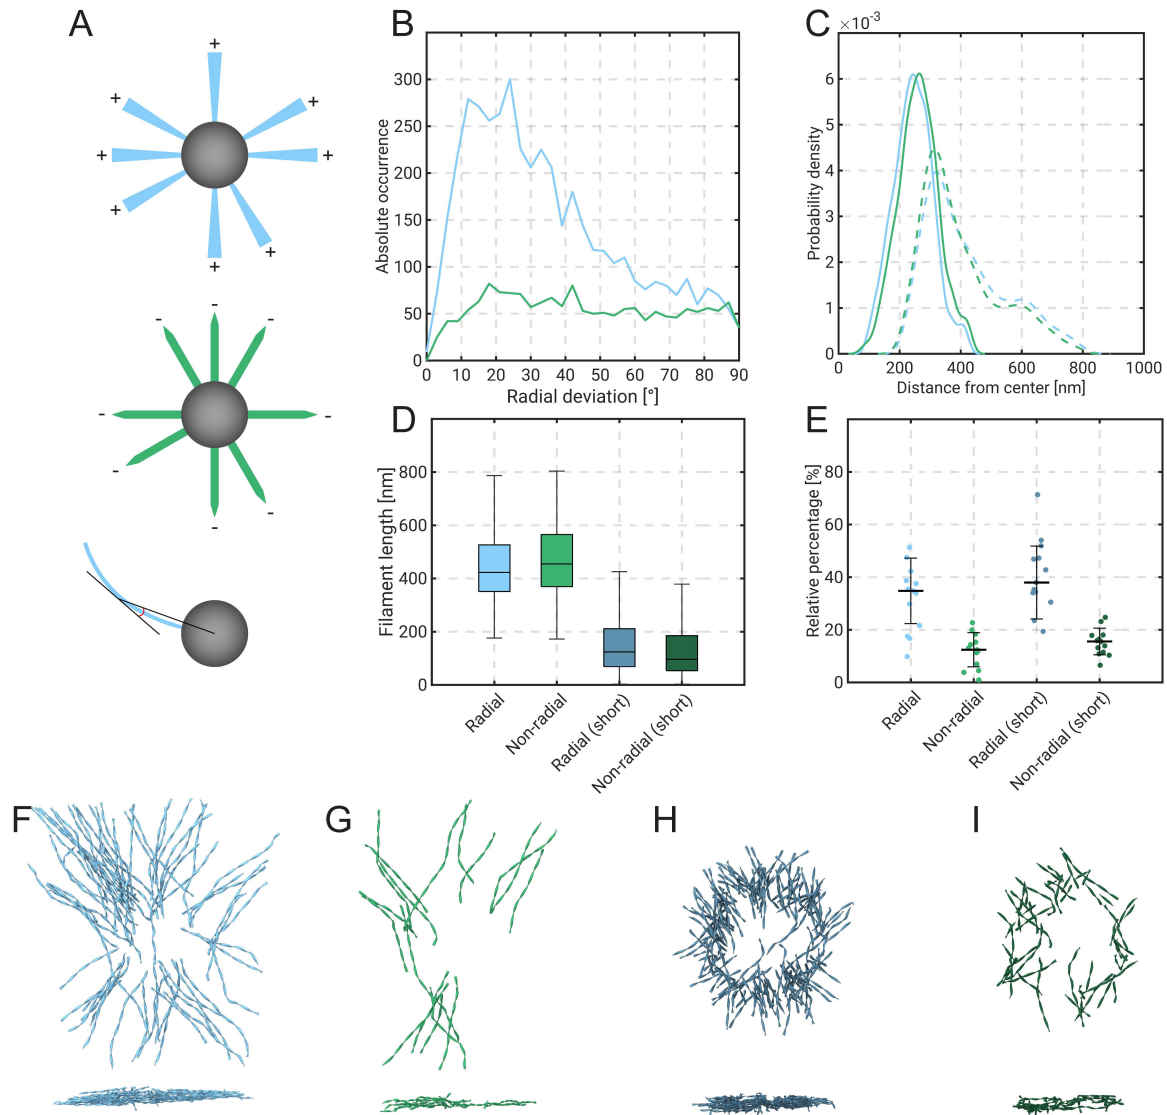 A
+
+
+
+
+
+
+
+
-
-
-
-
-
-
-
-
B
Absolute occurrence
300
250
200
150
100
50
0
0 10 20 30 40 50 60 70 80 90
Radial deviation [°]
C
×10-3
Probability density
6
5
4
3
2
1
0
0 200 400 600 800 1000
Distance from center [nm]
D
Filament length [nm]
800
600
400
200
0
Radial
Non-radial
Radial (short)
Non-radial (short)
E
Relative percentage [%]
80
60
40
20
0
Radial
Non-radial
Radial (short)
Non-radial (short)
F
G
H
I